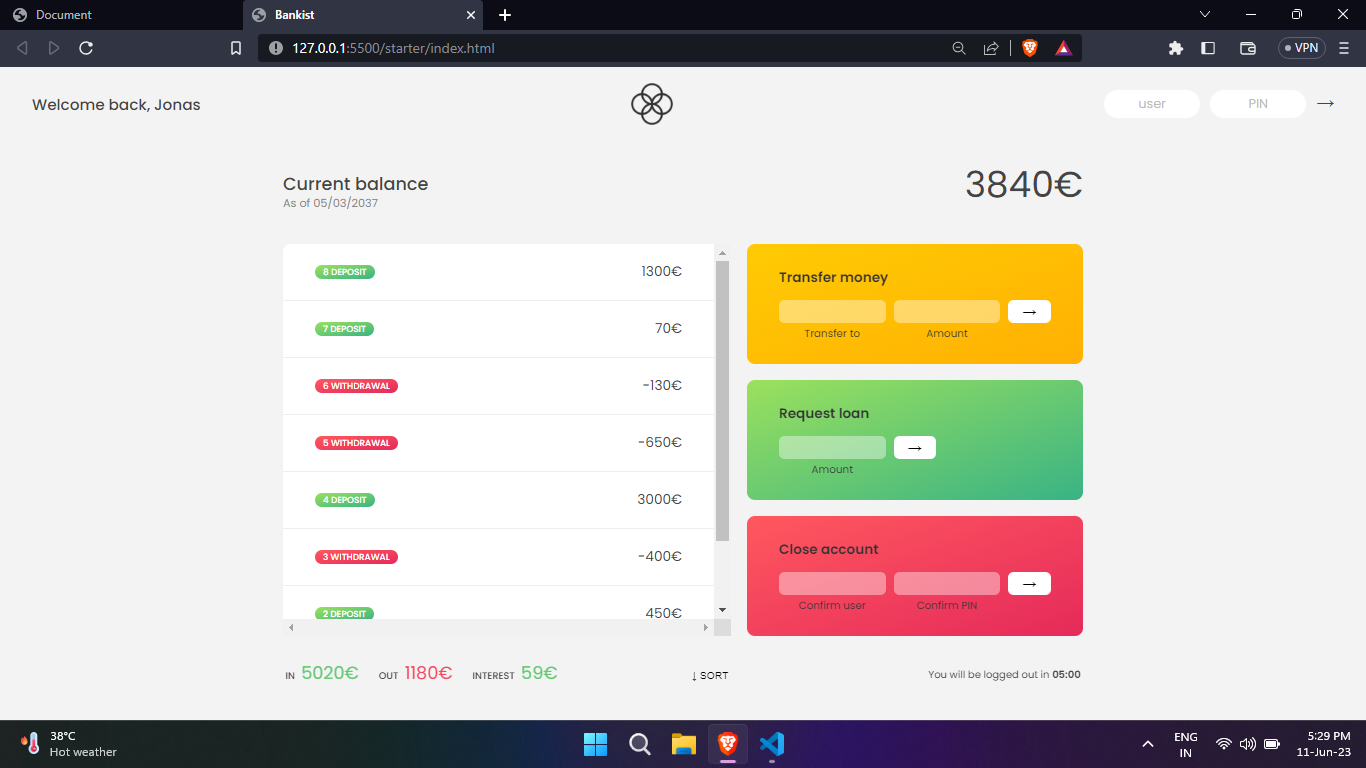 Document
Bankist
127.0.0.1:5500/starter/index.html
VPN
Welcome back, Jonas
user
PIN
→
Current balance
As of 05/03/2037
3840€
8 DEPOSIT
1300€
7 DEPOSIT
70€
6 WITHDRAWAL
-130€
5 WITHDRAWAL
-650€
4 DEPOSIT
3000€
3 WITHDRAWAL
-400€
2 DEPOSIT
450€
Transfer money
→
Transfer to
Amount
Request loan
→
Amount
Close account
→
Confirm user
Confirm PIN
IN 5020€ OUT 1180€ INTEREST 59€
↓ SORT
You will be logged out in 05:00
38°C
Hot weather
ENG
IN
5:29 PM
11-Jun-23